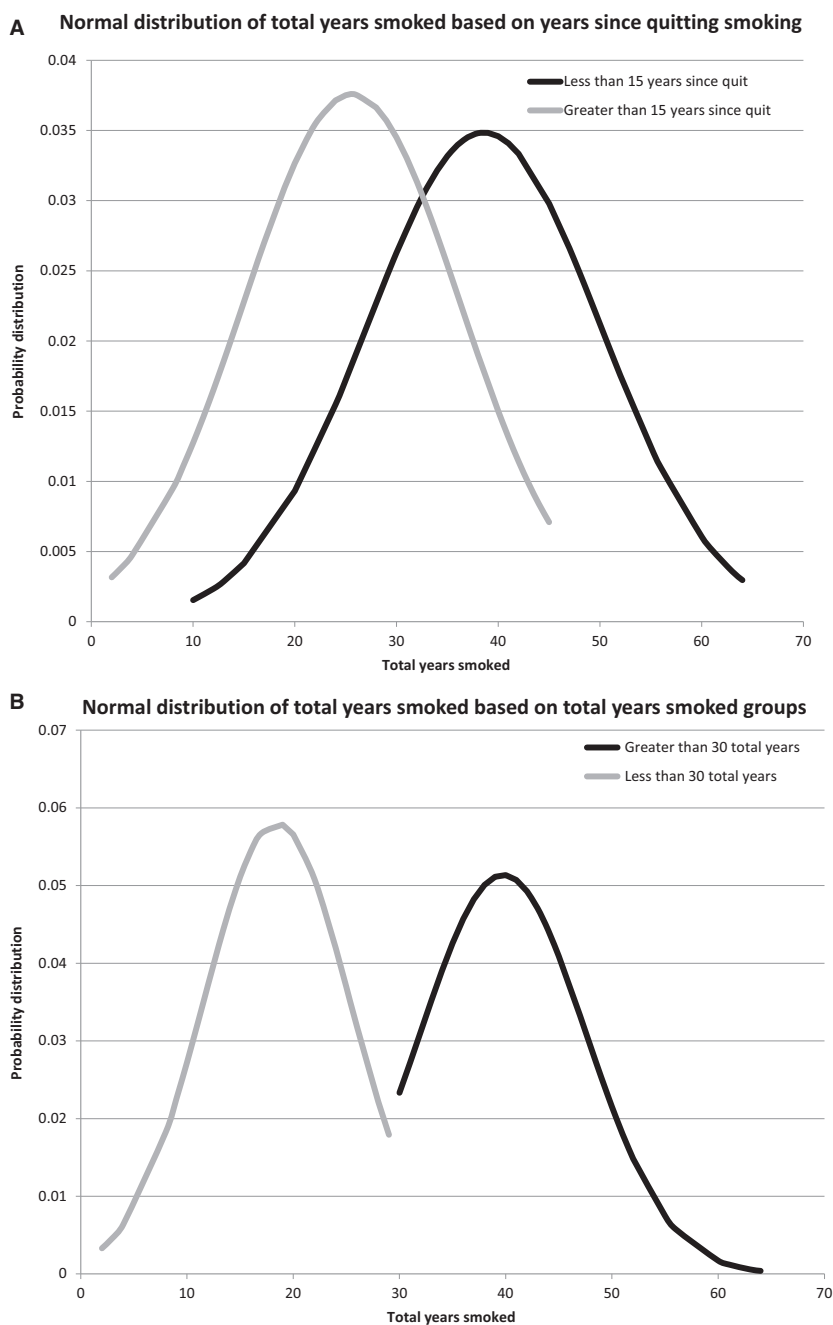 A
Normal distribution of total years smoked based on years since quitting smoking
0.04
0.035
0.03
0.025
0.02
0.015
0.01
0.005
0
Probability distribution
Less than 15 years since quit
Greater than 15 years since quit
0 10 20 30 40 50 60 70
Total years smoked
B
Normal distribution of total years smoked based on total years smoked groups
0.07
0.06
0.05
0.04
0.03
0.02
0.01
0
Probability distribution
Greater than 30 total years
Less than 30 total years
0 10 20 30 40 50 60 70
Total years smoked